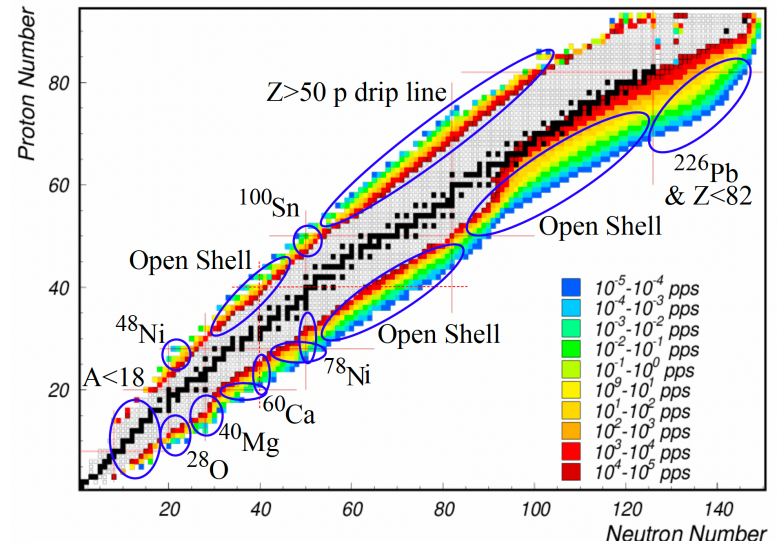 Proton Number
80
60
40
20
Z>50 p drip line
226Pb
& Z<82
100Sn
Open Shell
Open Shell
48Ni
Open Shell
78Ni
A<18
60Ca
40Mg
28O
10-5-10-4 pps
10-4-10-3 pps
10-3-10-2 pps
10-2-10-1 pps
10-1-100 pps
109-101 pps
101-102 pps
102-103 pps
103-104 pps
104-105 pps
20
40
60
80
100
120
140
Neutron Number